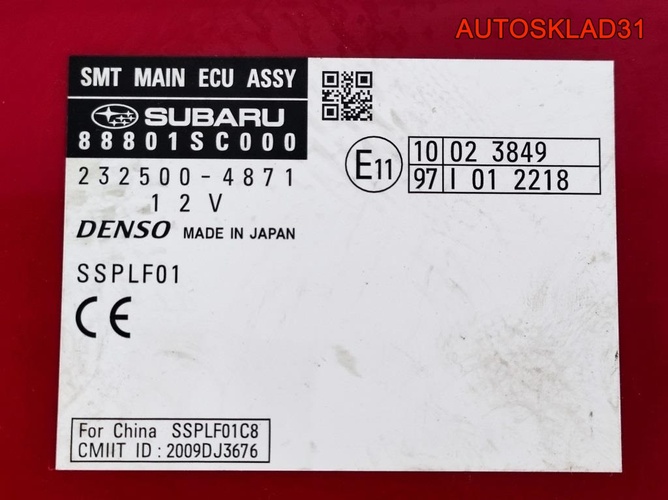 AUTOSKLAD31
SMT MAIN ECU ASSY
SUBARU
88801SC000
232500-4871
12V
DENSO MADE IN JAPAN
SSPLF01
CE
E11
10 02 3849
97 I 01 2218
For China SSPLF01C8
CMIIT ID : 2009DJ3676